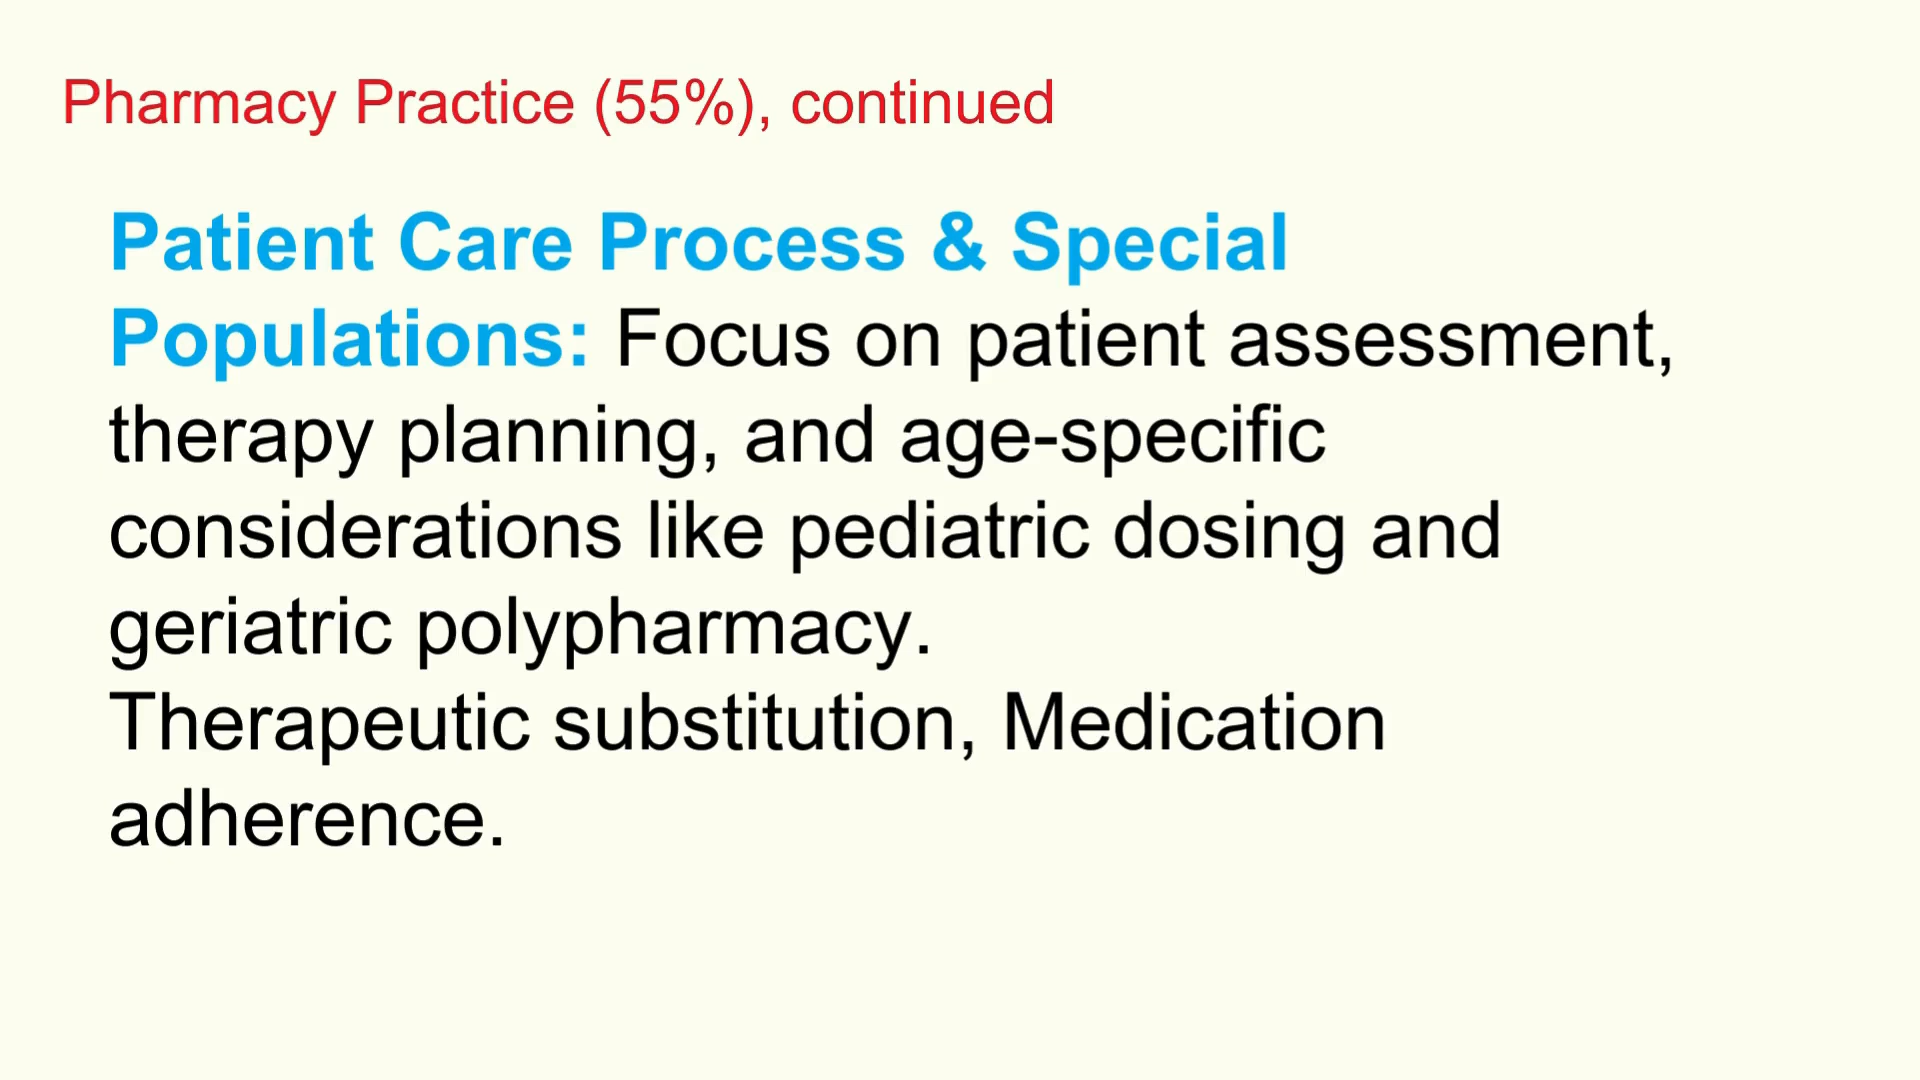 Pharmacy Practice (55%), continued
Patient Care Process & Special
Populations: Focus on patient assessment,
therapy planning, and age-specific
considerations like pediatric dosing and
geriatric polypharmacy.
Therapeutic substitution, Medication
adherence.